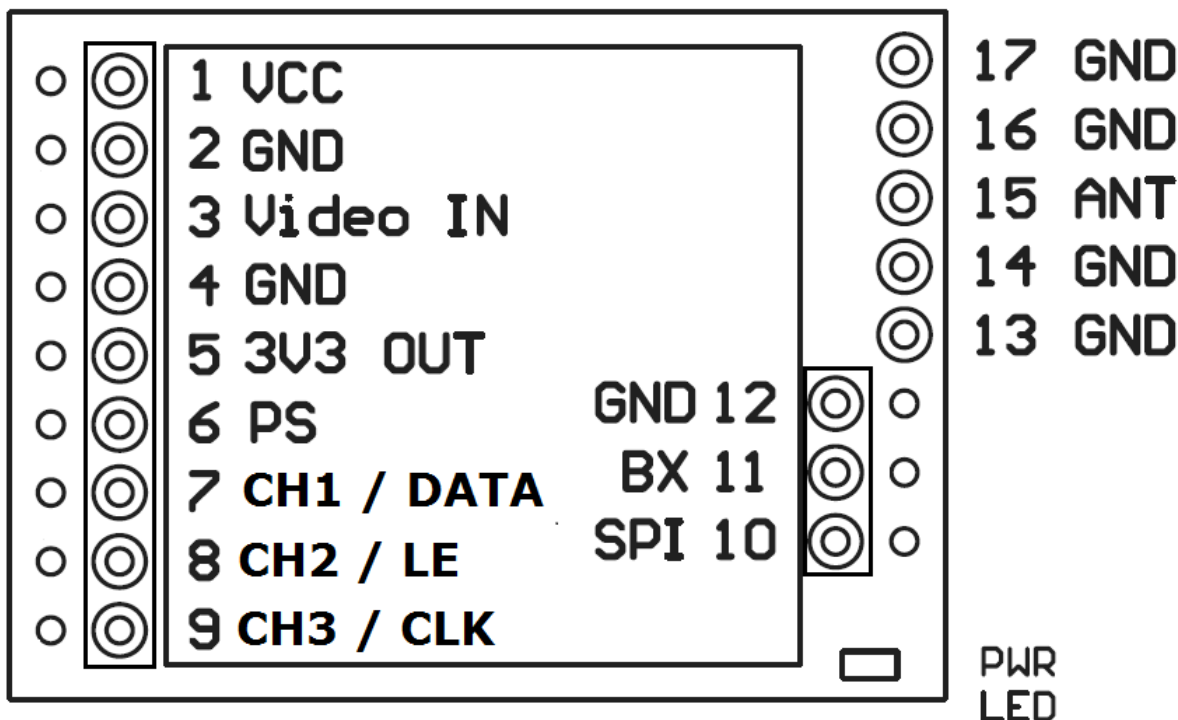 1 VCC
2 GND
3 Video IN
4 GND
5 3V3 OUT
6 PS
7 CH1 / DATA
8 CH2 / LE
9 CH3 / CLK
GND 12
BX 11
SPI 10
17 GND
16 GND
15 ANT
14 GND
13 GND
PWR
LED